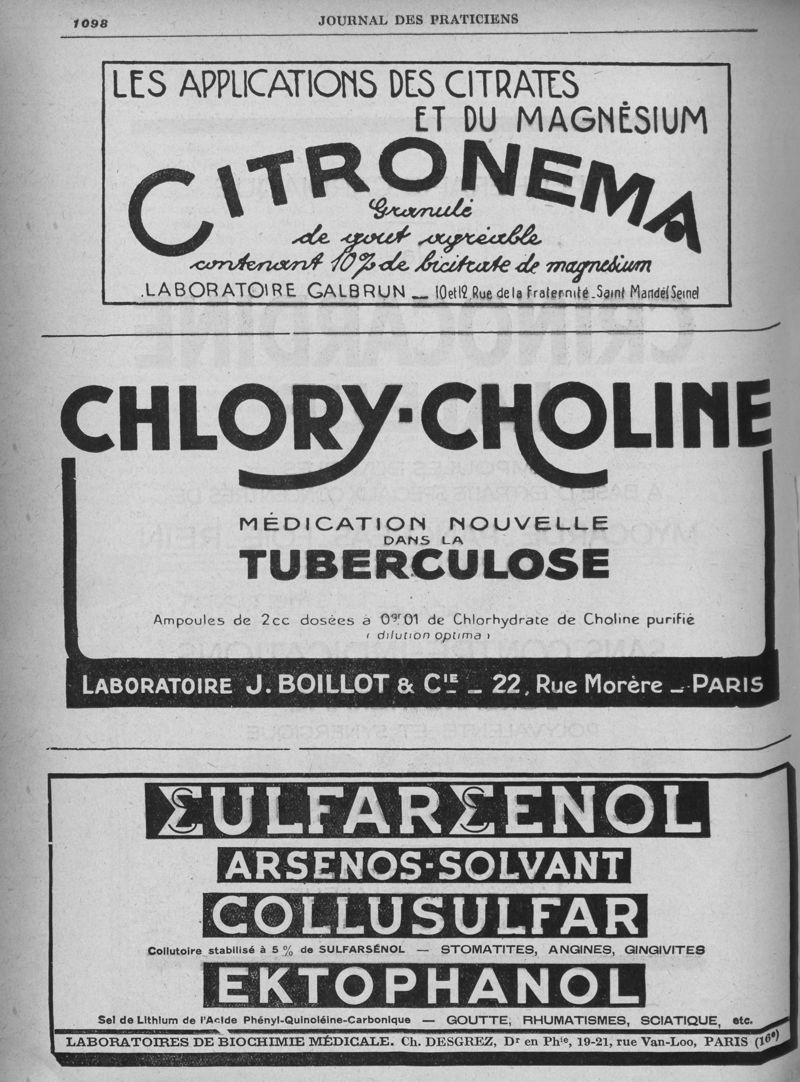 1098
JOURNAL DES PRATICIENS
LES APPLICATIONS DES CITRATES
ET DU MAGNÉSIUM
CITRONEMA
Granulé
de gout agréable
contenant 10% de bicitrate de magnesium
LABORATOIRE GALBRUN _ 10 et 12, Rue de la Fraternité _ Saint Mandé (Seine)
CHLORY-CHOLINE
MÉDICATION NOUVELLE
DANS LA
TUBERCULOSE
Ampoules de 2cc dosées à 0gr01 de Chlorhydrate de Choline purifié
( dilution optima )
LABORATOIRE J. BOILLOT & CIE _ 22, Rue Morère _ PARIS
ΣULFARΣENOL
ARSENOS-SOLVANT
COLLUSULFAR
Collutoire stabilisé à 5 % de SULFARSÉNOL — STOMATITES, ANGINES, GINGIVITES
EKTOPHANOL
Sel de Lithium de l'Acide Phényl-Quinoléine-Carbonique — GOUTTE, RHUMATISMES, SCIATIQUE, etc.
LABORATOIRES DE BIOCHIMIE MÉDICALE. Ch. DESGREZ, Dr en Phie, 19-21, rue Van-Loo, PARIS (16e)